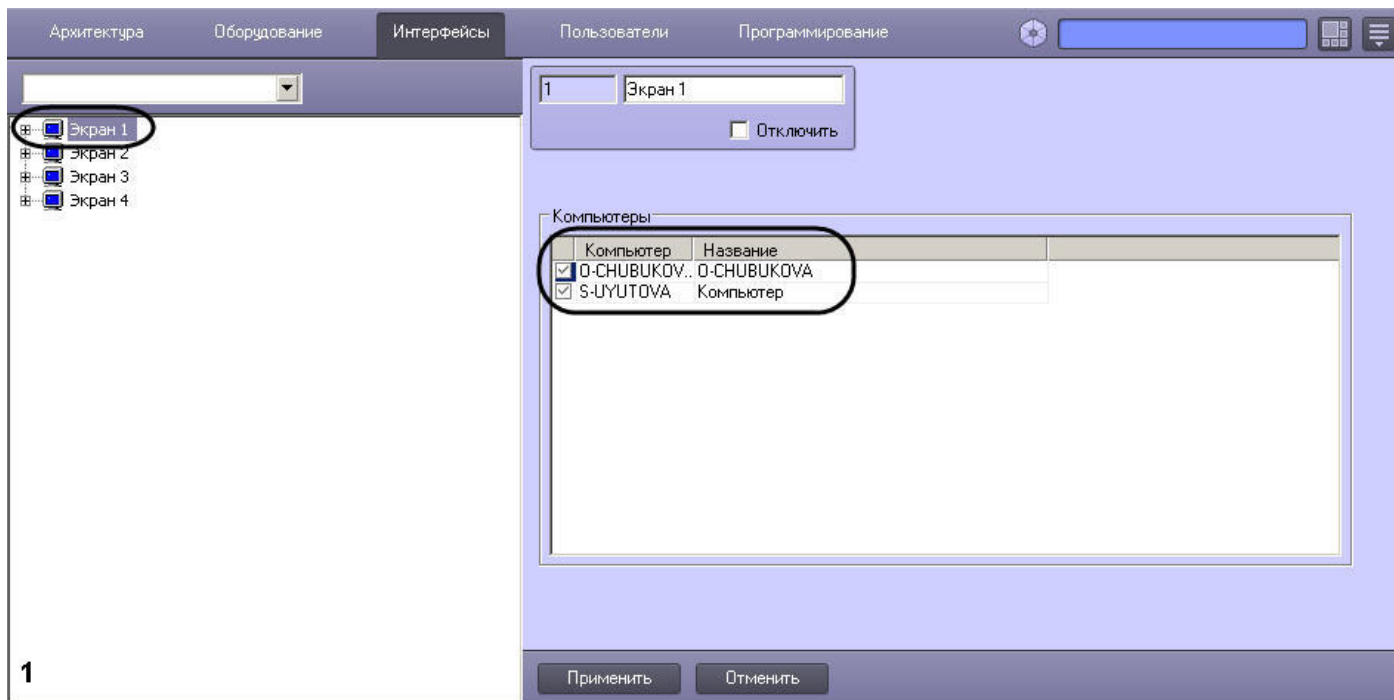 Архитектура Оборудование Интерфейсы Пользователи Программирование
1 Экран 1
Отключить
Экран 1
Экран 2
Экран 3
Экран 4
Компьютеры
Компьютер Название
O-CHUBUKOV... O-CHUBUKOVA
S-UYUTOVA Компьютер
1
Применить Отменить